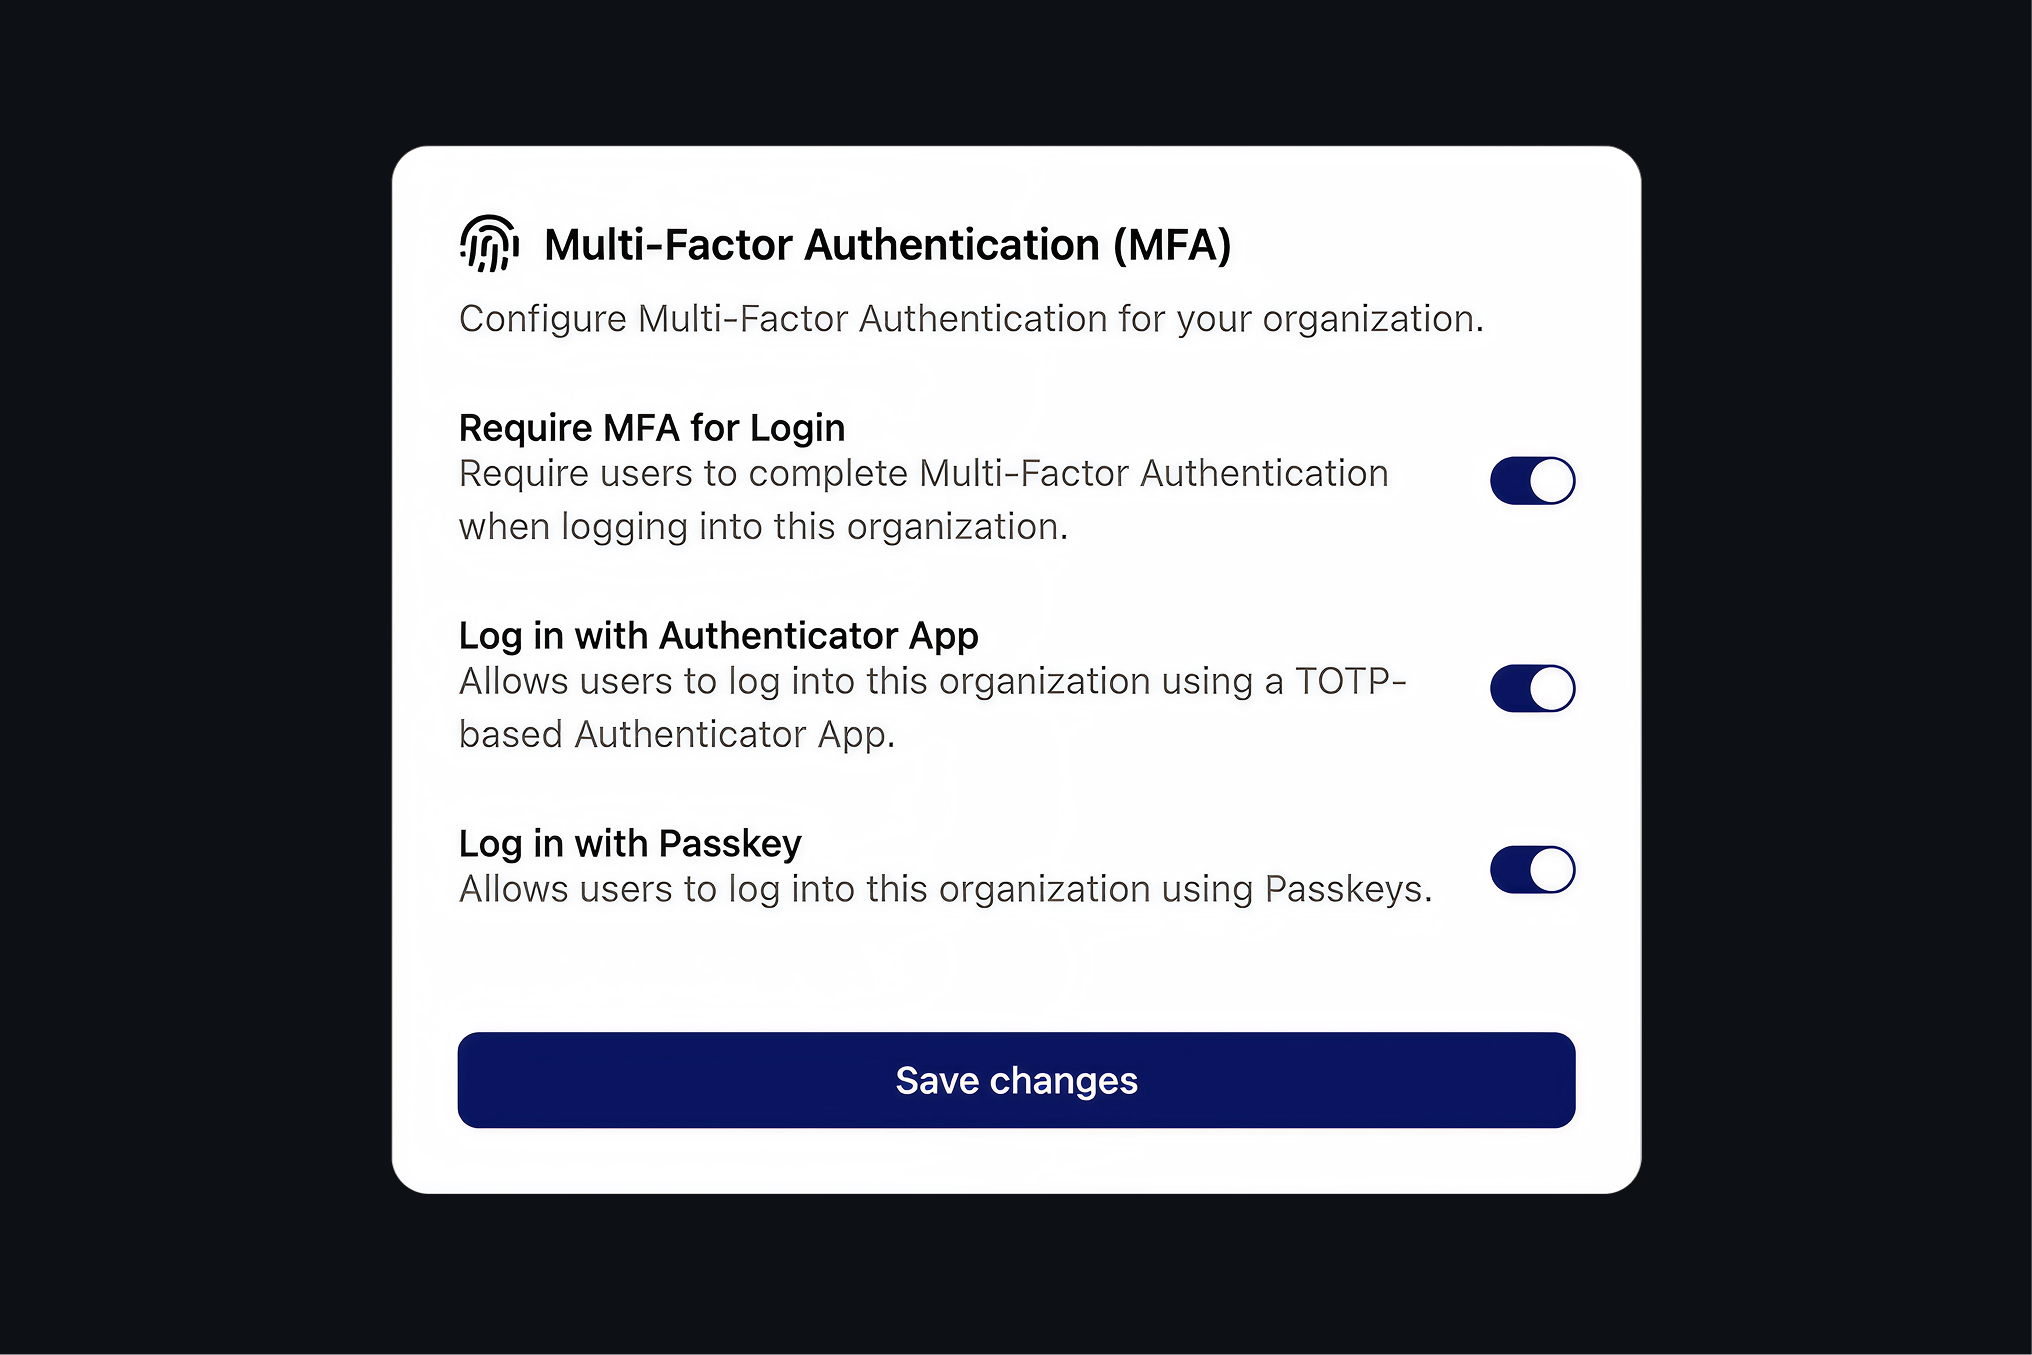 Multi-Factor Authentication (MFA)
Configure Multi-Factor Authentication for your organization.
Require MFA for Login
Require users to complete Multi-Factor Authentication
when logging into this organization.
Log in with Authenticator App
Allows users to log into this organization using a TOTP-
based Authenticator App.
Log in with Passkey
Allows users to log into this organization using Passkeys.
Save changes